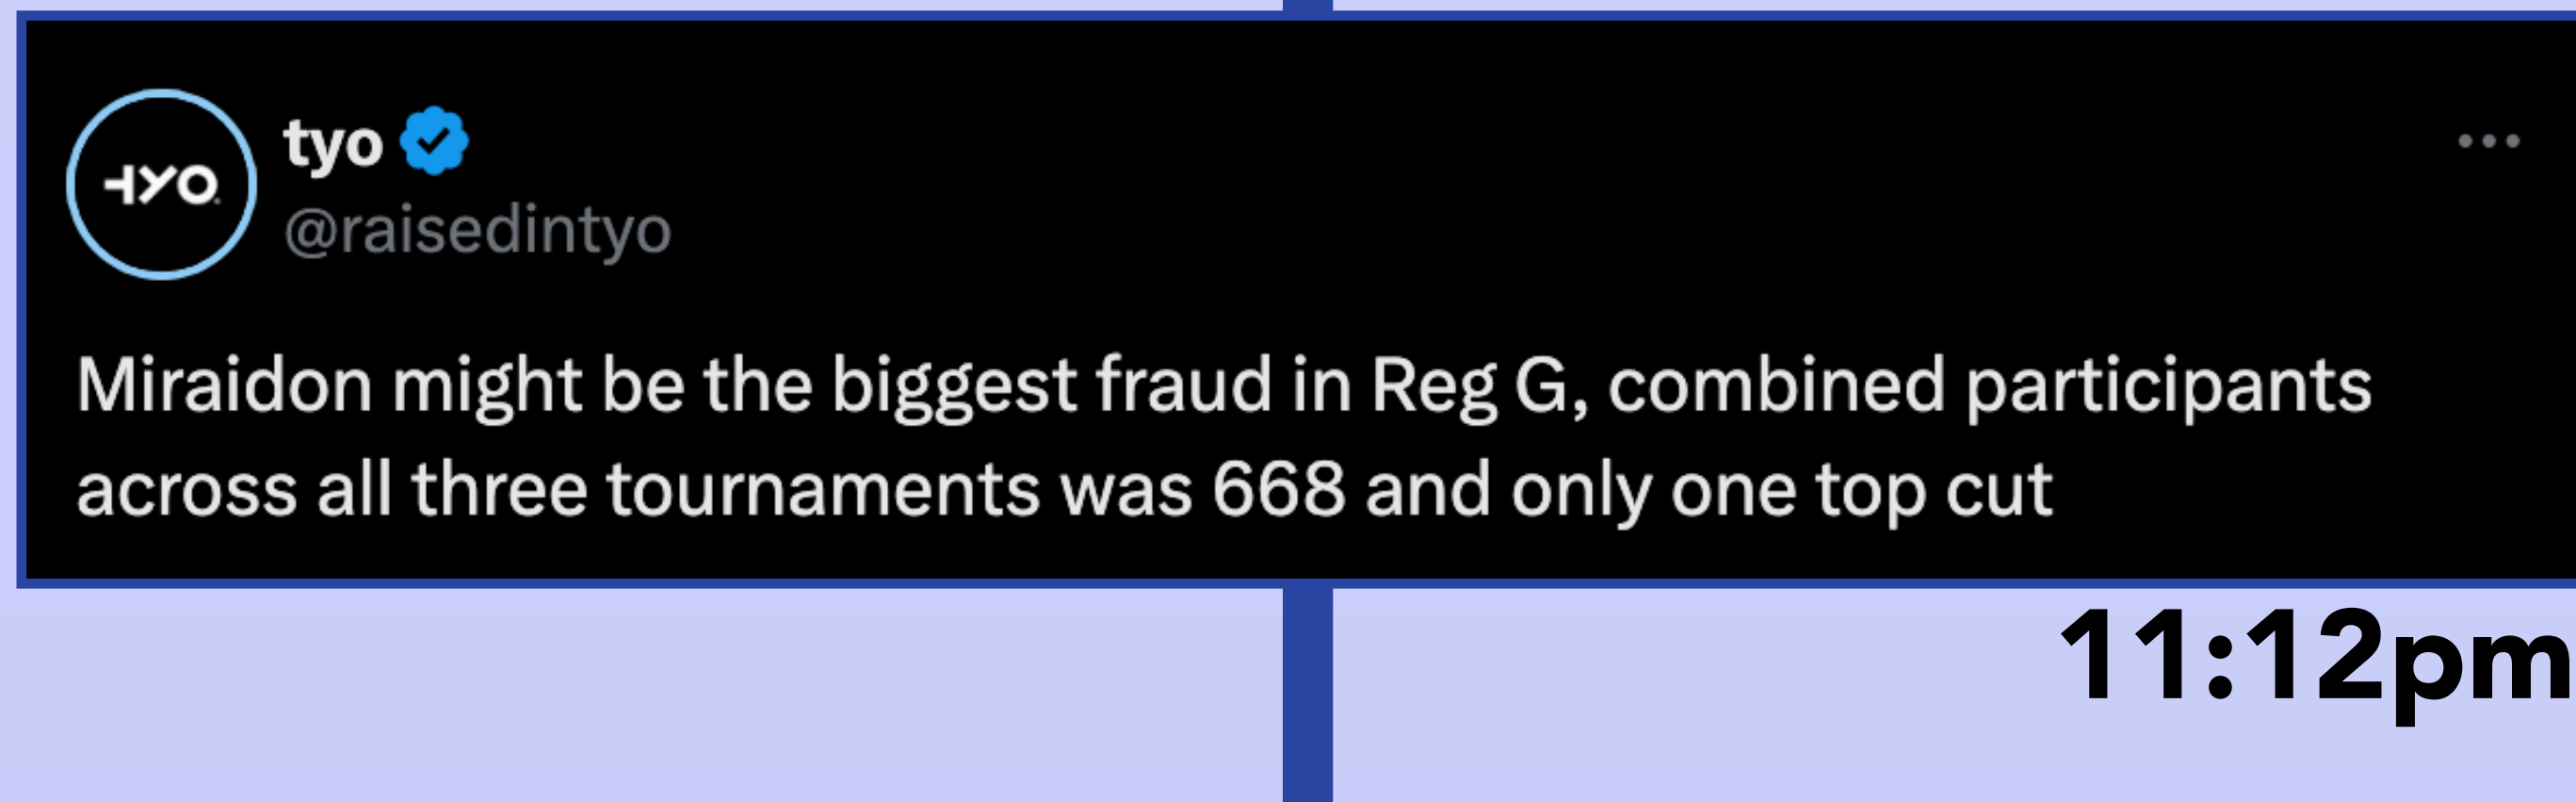 tyo
tyo
@raisedintyo
Miraidon might be the biggest fraud in Reg G, combined participants
across all three tournaments was 668 and only one top cut
11:12pm